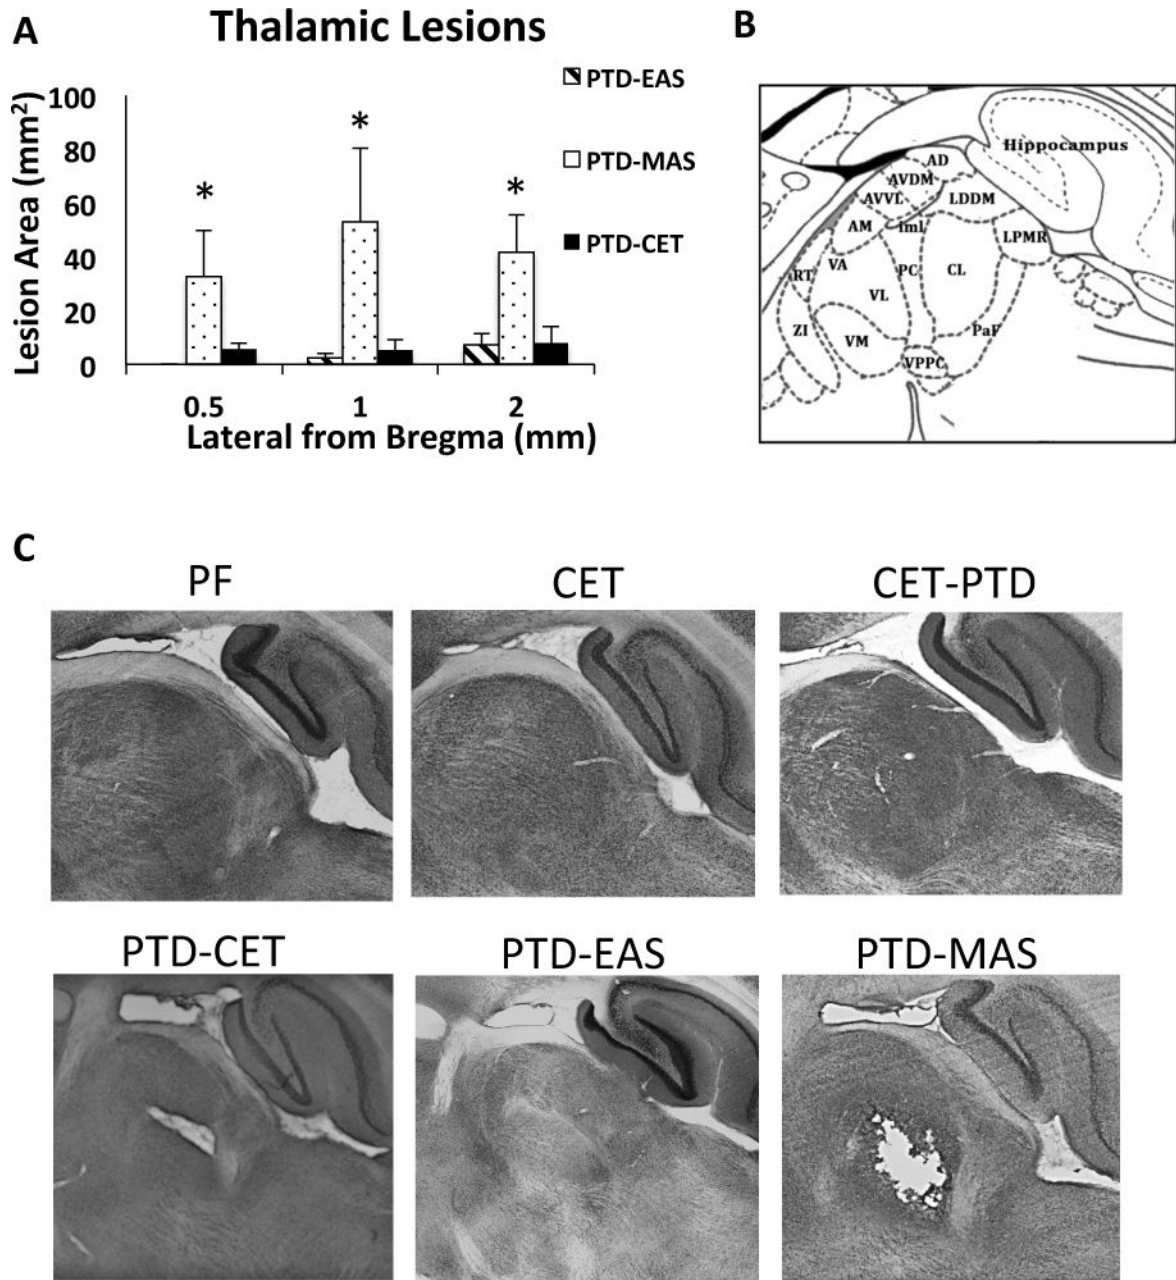 A
Thalamic Lesions
Lesion Area (mm²)
100
80
60
40
20
0
*
*
*
0.5 1 2
Lateral from Bregma (mm)
PTD-EAS
PTD-MAS
PTD-CET
B
Hippocampus
AD
AVDM
AVVL
LDDM
AM
iml
LPMR
RT
VA
PC
CL
VL
ZI
VM
PaF
VPPC
C
PF CET CET-PTD
PTD-CET PTD-EAS PTD-MAS